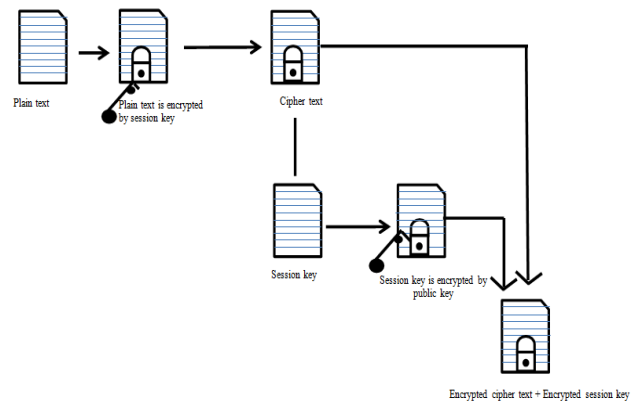 Plain text
Plain text is encrypted
by session key
Cipher text
Session key
Session key is encrypted by
public key
Encrypted cipher text + Encrypted session key